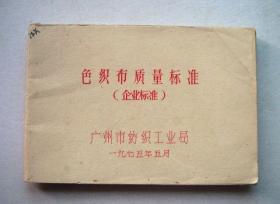 色织布质量标准
（企业标准）
广州市纺织工业局
一九七五年五月